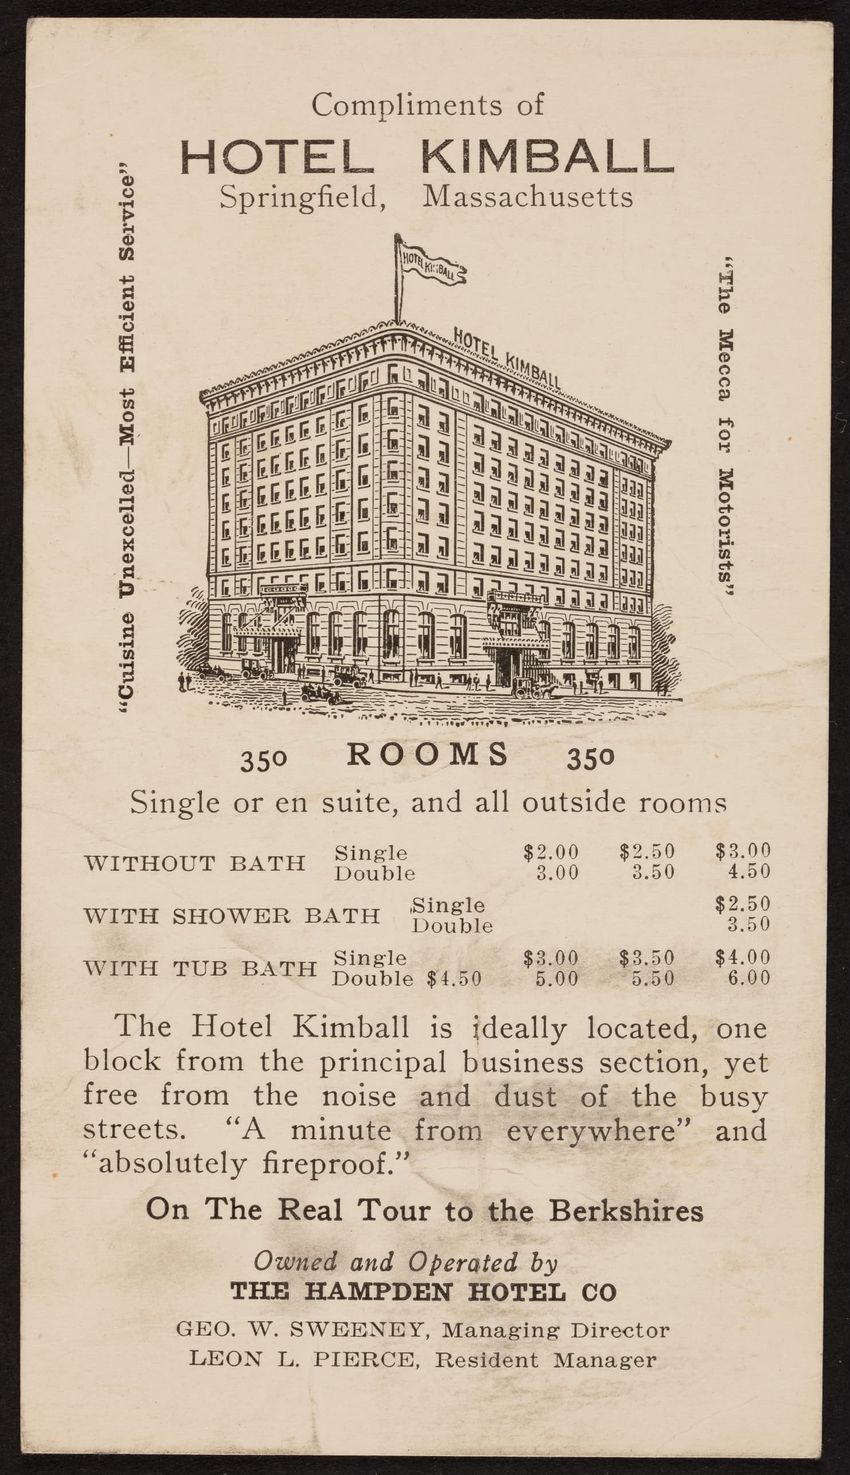 Compliments of
HOTEL KIMBALL
Springfield, Massachusetts
"Cuisine Unexcelled—Most Efficient Service"
"The Mecca for Motorists"
HOTEL KIMBALL
HOTEL KIMBALL
350 ROOMS 350
Single or en suite, and all outside rooms
WITHOUT BATH Single $2.00 $2.50 $3.00
Double 3.00 3.50 4.50
WITH SHOWER BATH Single $2.50
Double 3.50
WITH TUB BATH Single $3.00 $3.50 $4.00
Double $4.50 5.00 5.50 6.00
The Hotel Kimball is ideally located, one
block from the principal business section, yet
free from the noise and dust of the busy
streets. "A minute from everywhere" and
"absolutely fireproof."
On The Real Tour to the Berkshires
Owned and Operated by
THE HAMPDEN HOTEL CO
GEO. W. SWEENEY, Managing Director
LEON L. PIERCE, Resident Manager